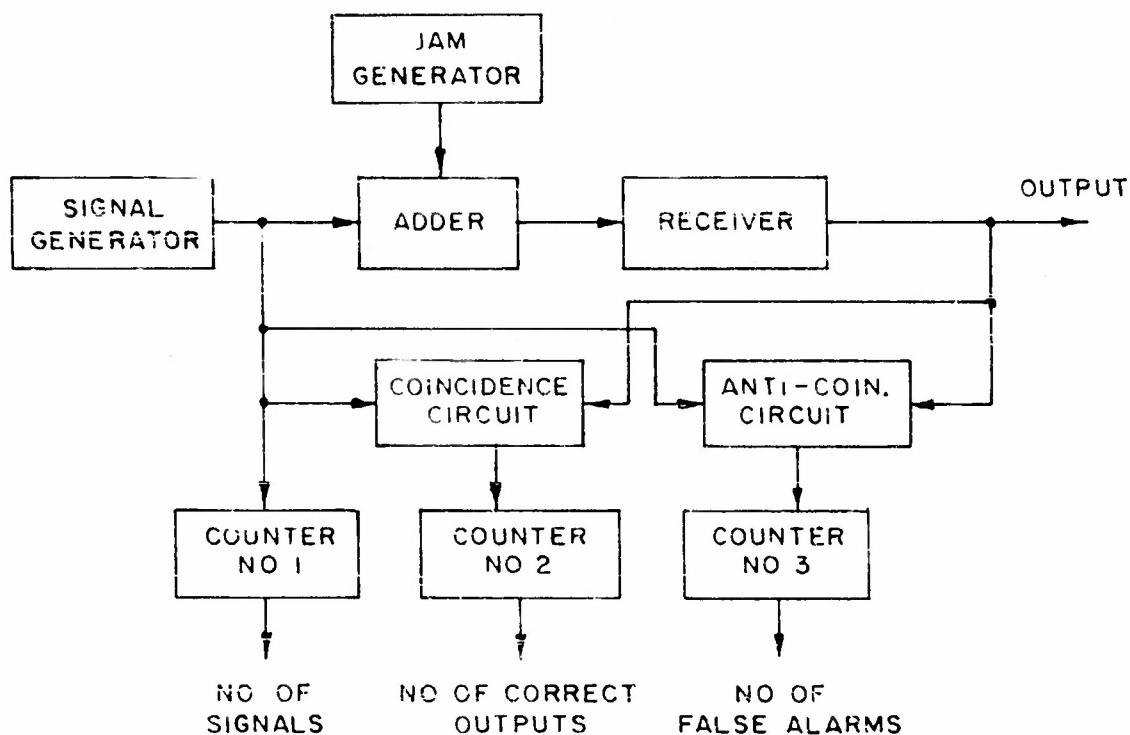 JAM
GENERATOR
SIGNAL
GENERATOR
ADDER
RECEIVER
OUTPUT
COINCIDENCE
CIRCUIT
ANTI-COIN.
CIRCUIT
COUNTER
NO 1
COUNTER
NO 2
COUNTER
NO 3
NO OF
SIGNALS
NO OF CORRECT
OUTPUTS
NO OF
FALSE ALARMS